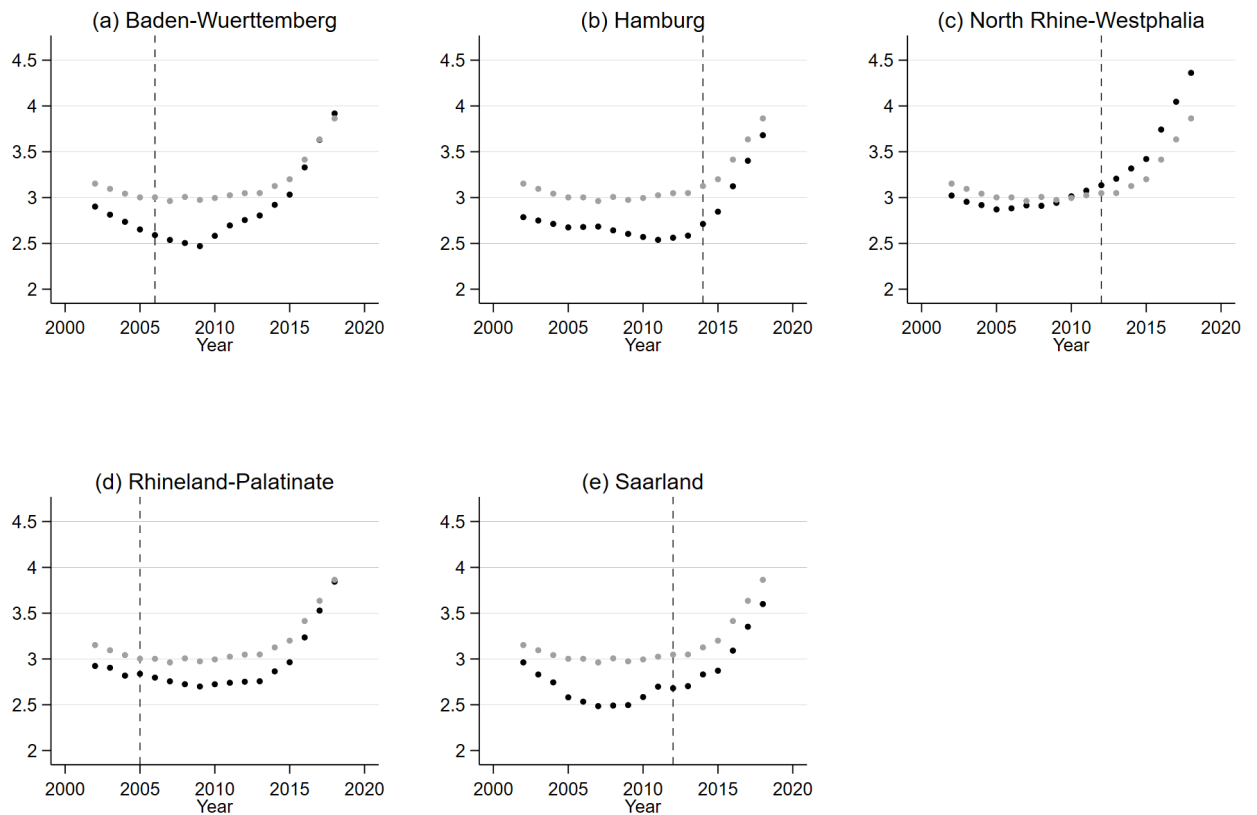 (a) Baden-Wuerttemberg
4.5
4
3.5
3
2.5
2
2000 2005 2010 2015 2020
Year
(b) Hamburg
4.5
4
3.5
3
2.5
2
2000 2005 2010 2015 2020
Year
(c) North Rhine-Westphalia
4.5
4
3.5
3
2.5
2
2000 2005 2010 2015 2020
Year
(d) Rhineland-Palatinate
4.5
4
3.5
3
2.5
2
2000 2005 2010 2015 2020
Year
(e) Saarland
4.5
4
3.5
3
2.5
2
2000 2005 2010 2015 2020
Year